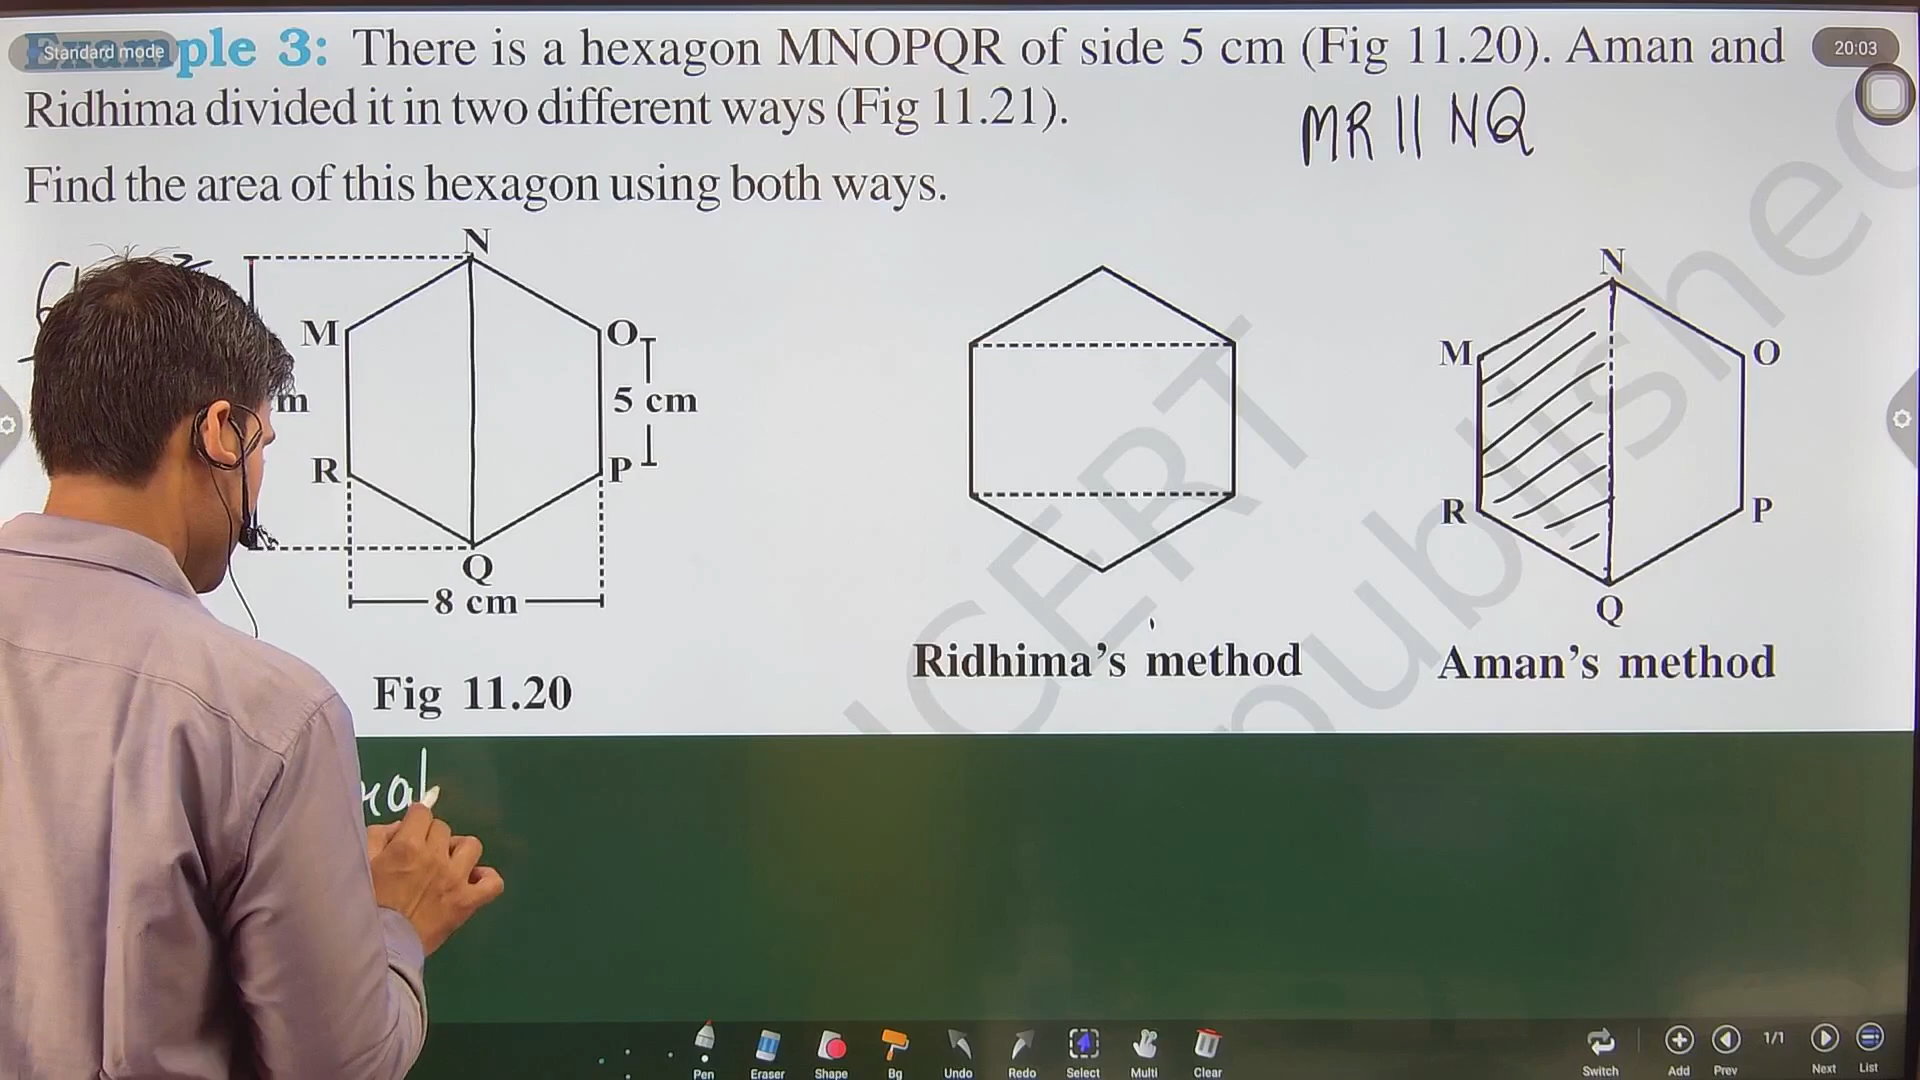 Standard mode
ple 3: There is a hexagon MNOPQR of side 5 cm (Fig 11.20). Aman and
20:03
Ridhima divided it in two different ways (Fig 11.21).
MR || NQ
Find the area of this hexagon using both ways.
N
M
O
m
5 cm
R
P
Q
8 cm
Fig 11.20
Ridhima’s method
N
M
O
R
P
Q
Aman’s method
NCERT
published
Pen
Eraser
Shape
Bg
Undo
Redo
Select
Multi
Clear
Switch
Add
Prev
1/1
Next
List